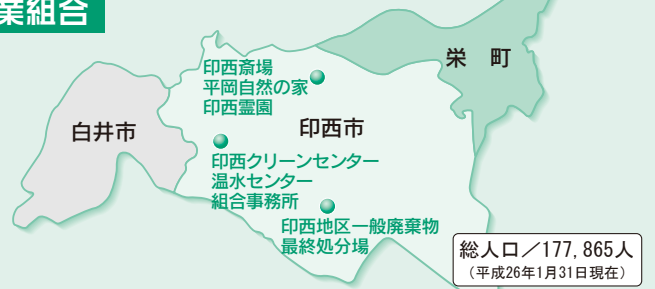 業組合
栄 町
印西斎場
平岡自然の家
印西霊園
白井市
印西市
印西クリーンセンター
温水センター
組合事務所
印西地区一般廃棄物
最終処分場
総人口／177,865人
（平成26年1月31日現在）